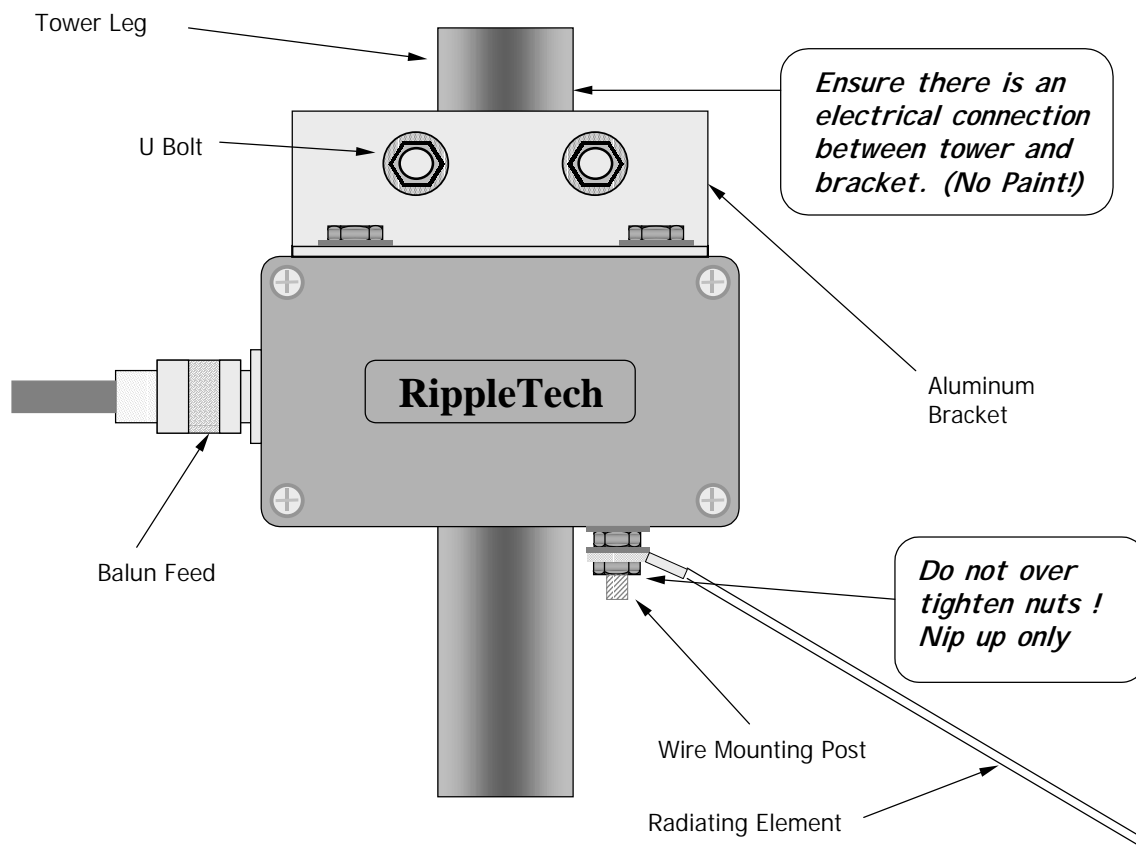 Tower Leg
Ensure there is an
electrical connection
between tower and
bracket. (No Paint!)
U Bolt
RippleTech
Aluminum
Bracket
Balun Feed
Do not over
tighten nuts !
Nip up only
Wire Mounting Post
Radiating Element